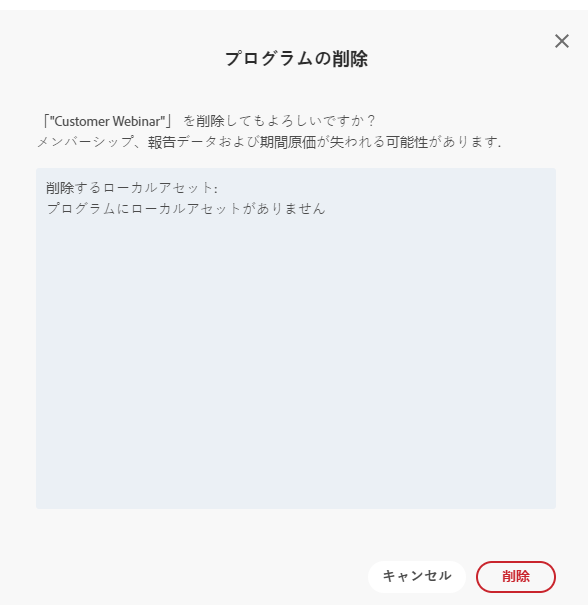 プログラムの削除
「"Customer Webinar"」 を削除してもよろしいですか？
メンバーシップ、報告データおよび期間原価が失われる可能性があります.
削除するローカルアセット:
プログラムにローカルアセットがありません
キャンセル
削除